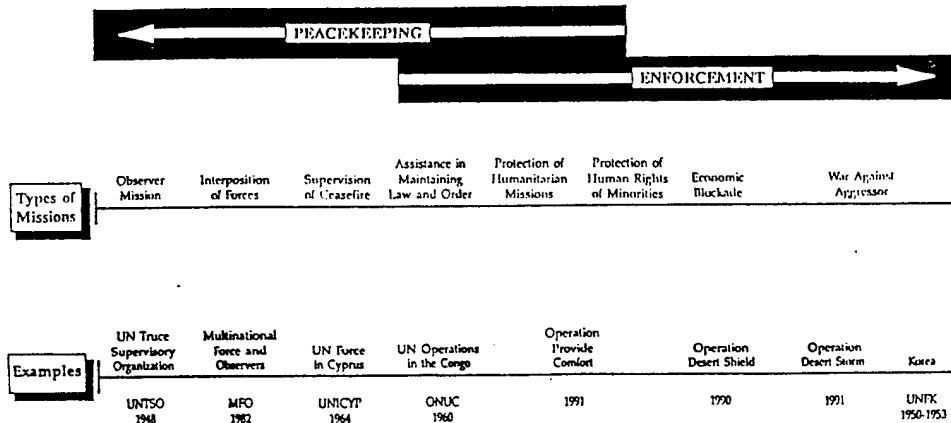 PEACEKEEPING
ENFORCEMENT
Types of
Missions
Observer
Mission
Interposition
of Forces
Supervision
of Ceasefire
Assistance in
Maintaining
Law and Order
Protection of
Humanitarian
Missions
Protection of
Human Rights
of Minorities
Economic
Blockade
War Against
Aggressor
Examples
UN Truce
Supervisory
Organization
Multinational
Force and
Observers
UN Force
in Cyprus
UN Operations
in the Congo
Operation
Provide
Comfort
Operation
Desert Shield
Operation
Desert Storm
Korea
UNTSO
1948
MFO
1982
UNICYP
1964
ONUC
1960
1991
1990
1991
UNFK
1950-1953